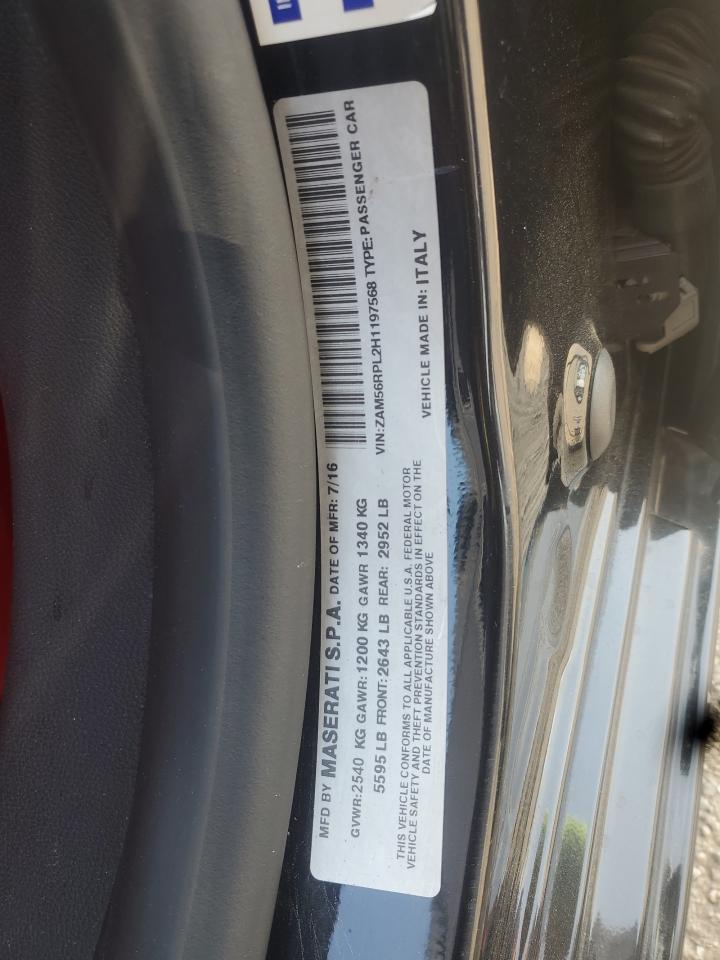 MFD BY MASERATI S.P.A. DATE OF MFR: 7/16
GVWR:2540 KG GAWR:1200 KG GAWR 1340 KG
5595 LB FRONT:2643 LB REAR: 2952 LB
VIN:ZAM56RPL2H1197568 TYPE:PASSENGER CAR
THIS VEHICLE CONFORMS TO ALL APPLICABLE U.S.A. FEDERAL MOTOR
VEHICLE SAFETY AND THEFT PREVENTION STANDARDS IN EFFECT ON THE
DATE OF MANUFACTURE SHOWN ABOVE
VEHICLE MADE IN: ITALY